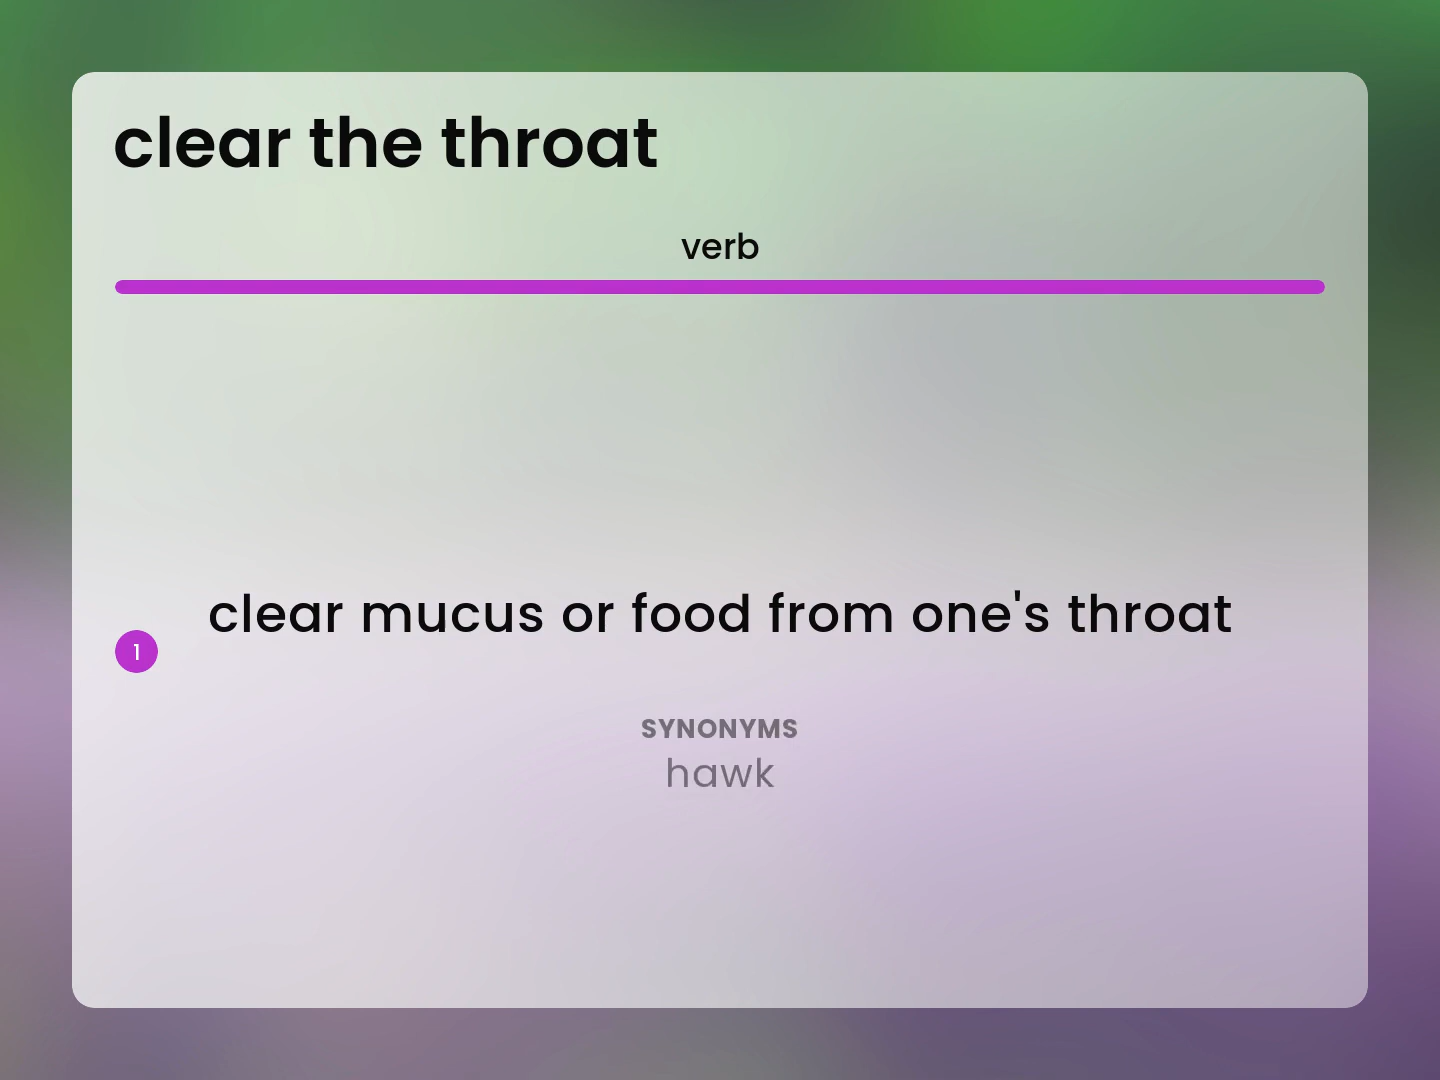 clear the throat
verb
clear mucus or food from one's throat
1
SYNONYMS
hawk